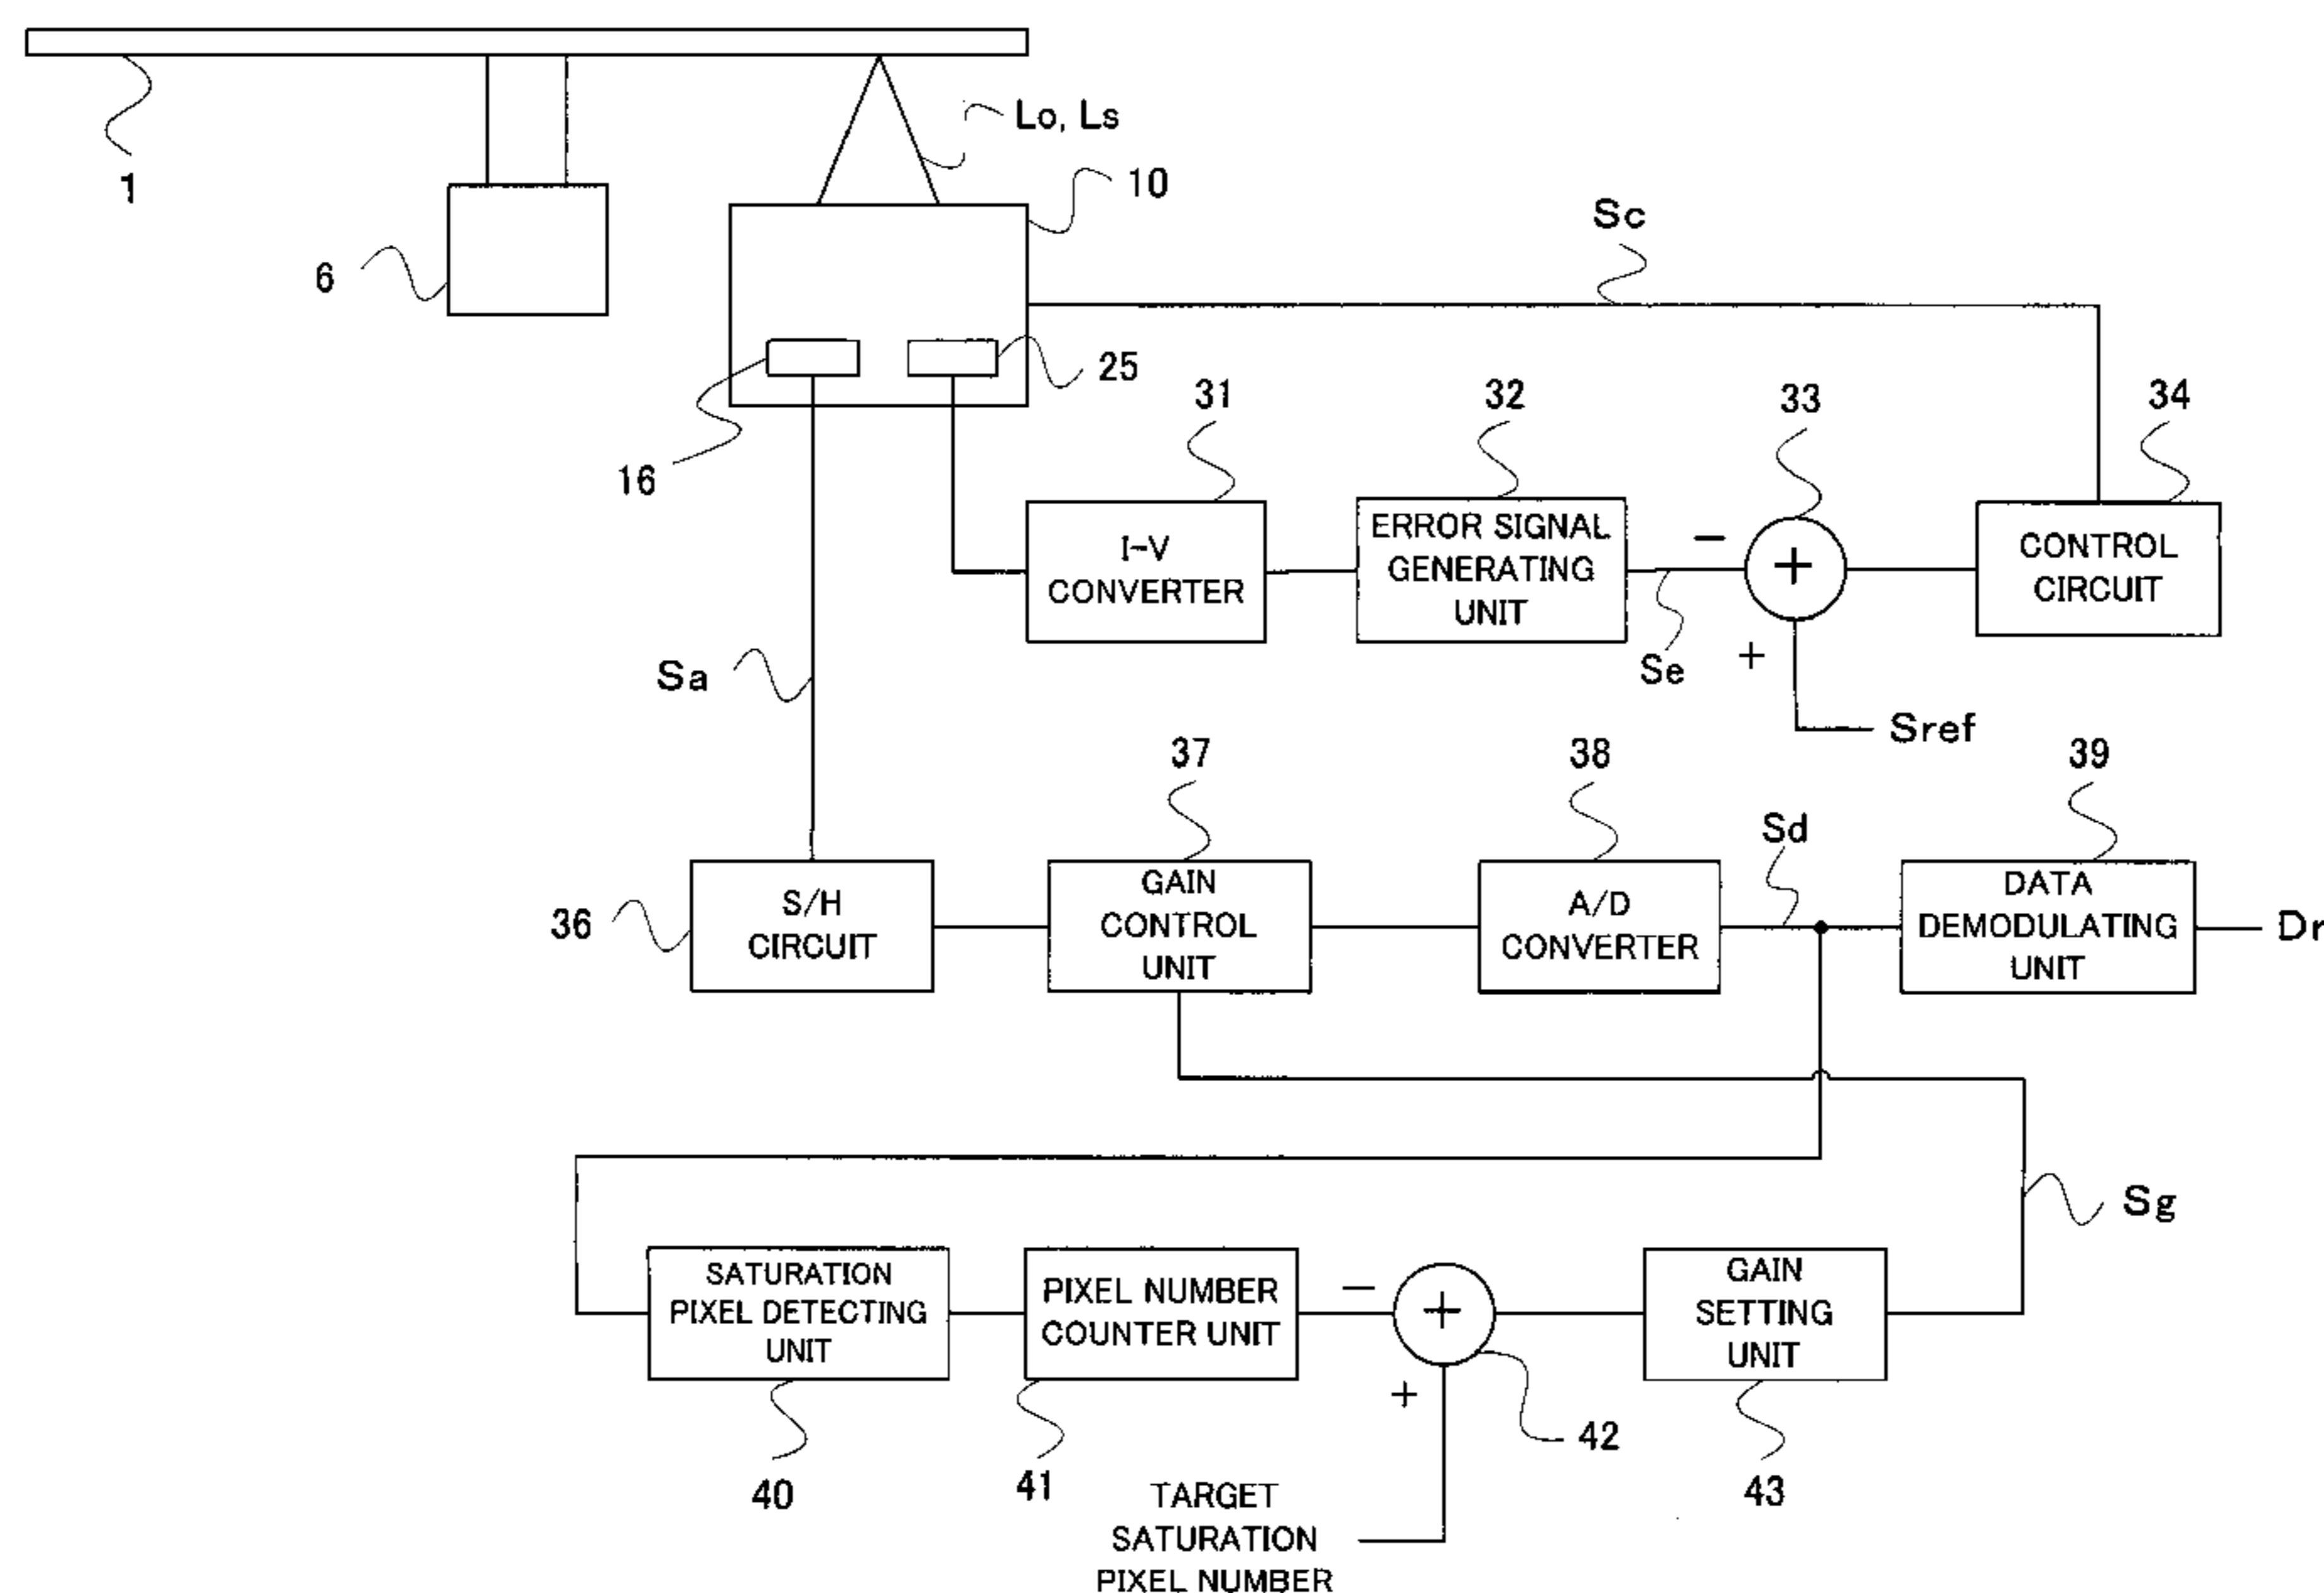 Lo, Ls
1
10
6
Sc
25
16
31
32
33
34
I-V
CONVERTER
ERROR SIGNAL
GENERATING
UNIT
−
+
CONTROL
CIRCUIT
+
Se
Sref
Sa
37
38
39
Sd
36
S/H
CIRCUIT
GAIN
CONTROL
UNIT
A/D
CONVERTER
DATA
DEMODULATING
UNIT
Dr
Sg
SATURATION
PIXEL DETECTING
UNIT
PIXEL NUMBER
COUNTER UNIT
−
+
GAIN
SETTING
UNIT
+
42
40
41
43
TARGET
SATURATION
PIXEL NUMBER